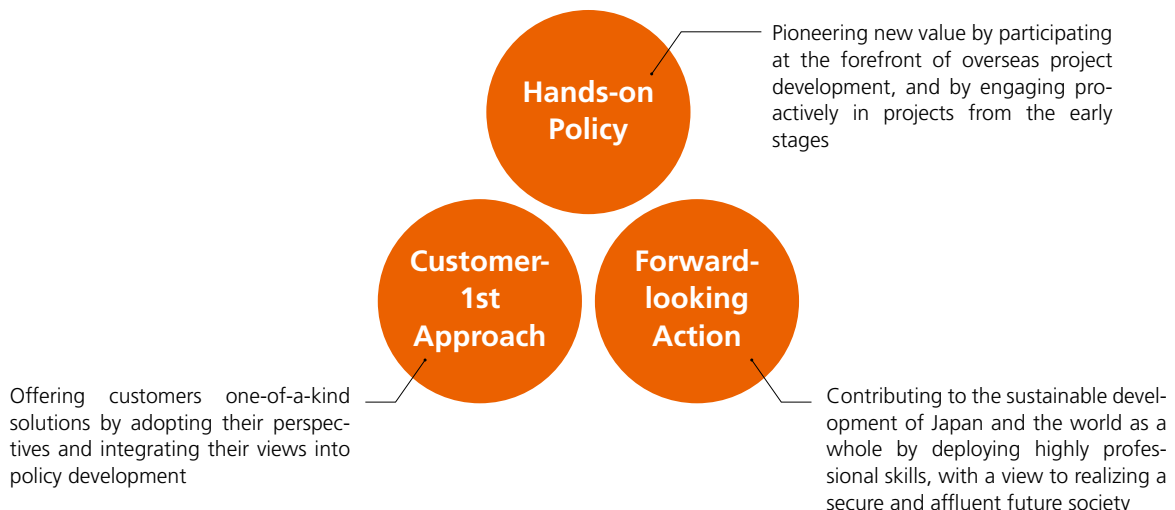 Hands-on
Policy
Pioneering new value by participating
at the forefront of overseas project
development, and by engaging pro-
actively in projects from the early
stages
Customer-
1st
Approach
Offering customers one-of-a-kind
solutions by adopting their perspec-
tives and integrating their views into
policy development
Forward-
looking
Action
Contributing to the sustainable devel-
opment of Japan and the world as a
whole by deploying highly profes-
sional skills, with a view to realizing a
secure and affluent future society